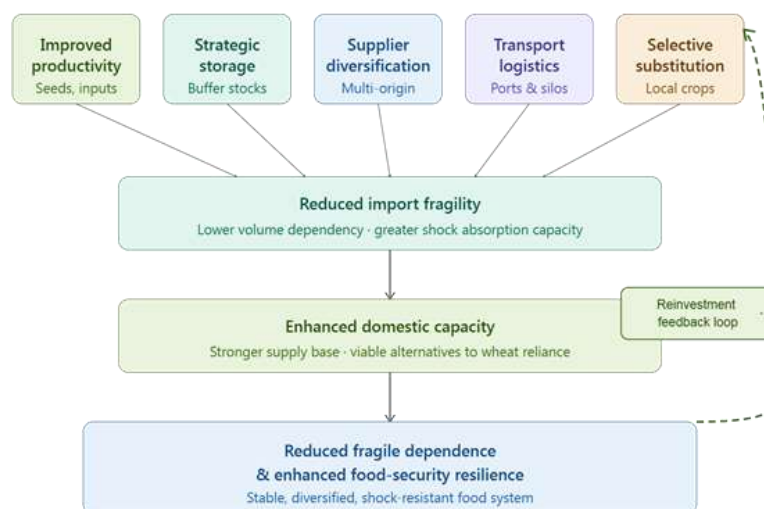 Improved
productivity
Seeds, inputs
Strategic
storage
Buffer stocks
Supplier
diversification
Multi-origin
Transport
logistics
Ports & silos
Selective
substitution
Local crops
Reduced import fragility
Lower volume dependency · greater shock absorption capacity
Reinvestment
feedback loop
Enhanced domestic capacity
Stronger supply base · viable alternatives to wheat reliance
Reduced fragile dependence
& enhanced food-security resilience
Stable, diversified, shock-resistant food system